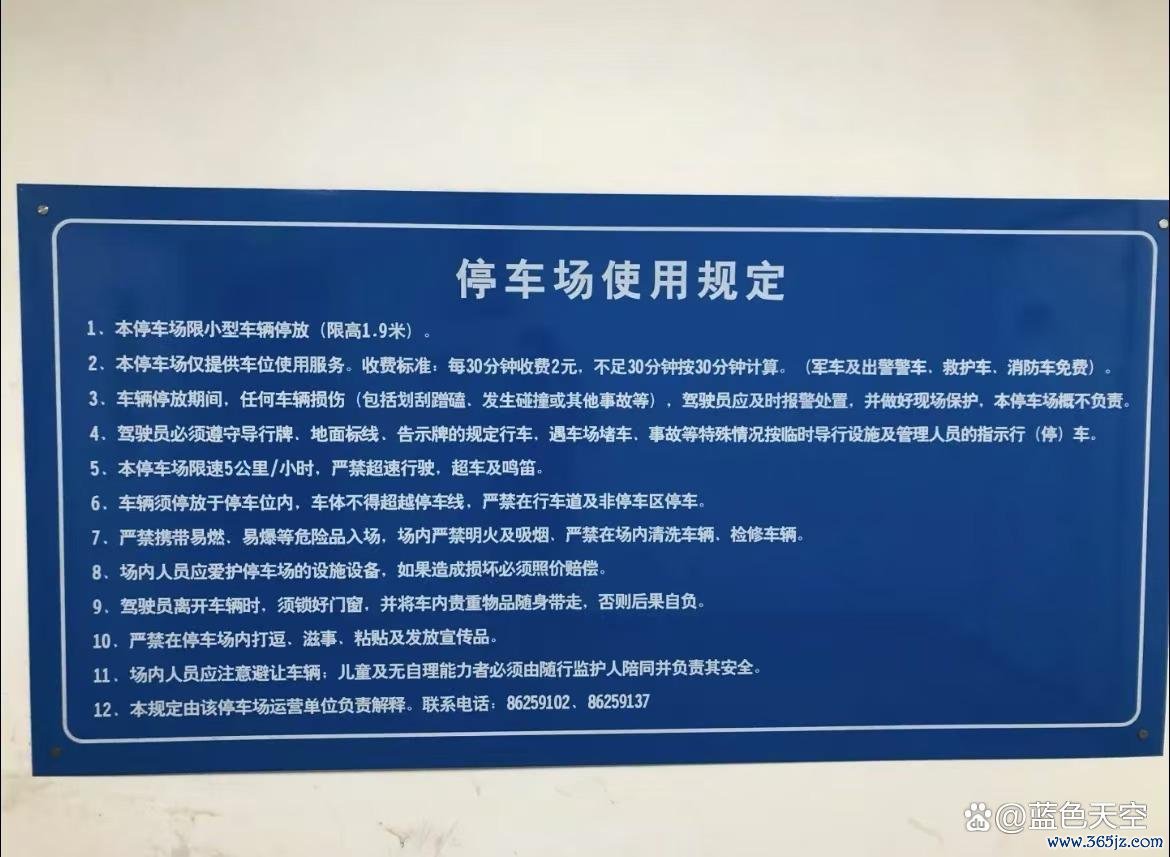 停车场使用规定
1、本停车场限小型车辆停放（限高1.9米）。
2、本停车场仅提供车位使用服务。收费标准：每30分钟收费2元，不足30分钟按30分钟计算。（军车及出警警车、救护车、消防车免费）。
3、车辆停放期间，任何车辆损伤（包括划刮蹭磕、发生碰撞或其他事故等），驾驶员应及时报警处置，并做好现场保护，本停车场概不负责。
4、驾驶员必须遵守导行牌、地面标线、告示牌的规定行车，遇车场堵车、事故等特殊情况按临时导行设施及管理人员的指示行（停）车。
5、本停车场限速5公里/小时，严禁超速行驶，超车及鸣笛。
6、车辆须停放于停车位内，车体不得超越停车线，严禁在行车道及非停车区停车。
7、严禁携带易燃、易爆等危险品入场，场内严禁明火及吸烟、严禁在场内清洗车辆、检修车辆。
8、场内人员应爱护停车场的设施设备，如果造成损坏必须照价赔偿。
9、驾驶员离开车辆时，须锁好门窗，并将车内贵重物品随身带走，否则后果自负。
10、严禁在停车场内打逗、滋事、粘贴及发放宣传品。
11、场内人员应注意避让车辆；儿童及无自理能力者必须由随行监护人陪同并负责其安全。
12、本规定由该停车场运营单位负责解释。联系电话：86259102、86259137
@蓝色天空
www.365jz.com